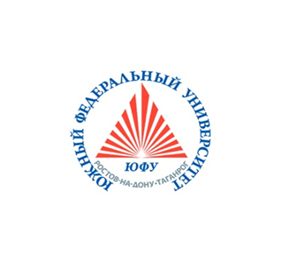 ЮЖНЫЙ ФЕДЕРАЛЬНЫЙ УНИВЕРСИТЕТ
ЮФУ
РОСТОВ-НА-ДОНУ•ТАГАНРОГ